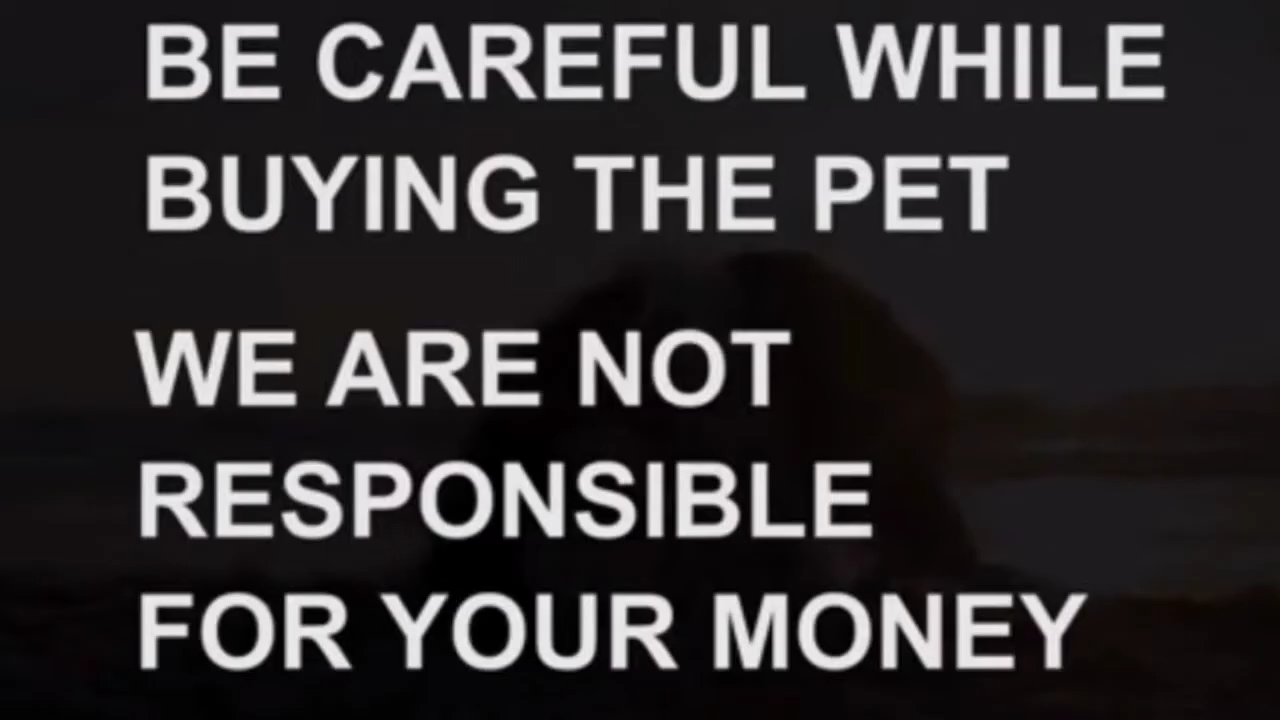 BE CAREFUL WHILE
BUYING THE PET
WE ARE NOT
RESPONSIBLE
FOR YOUR MONEY